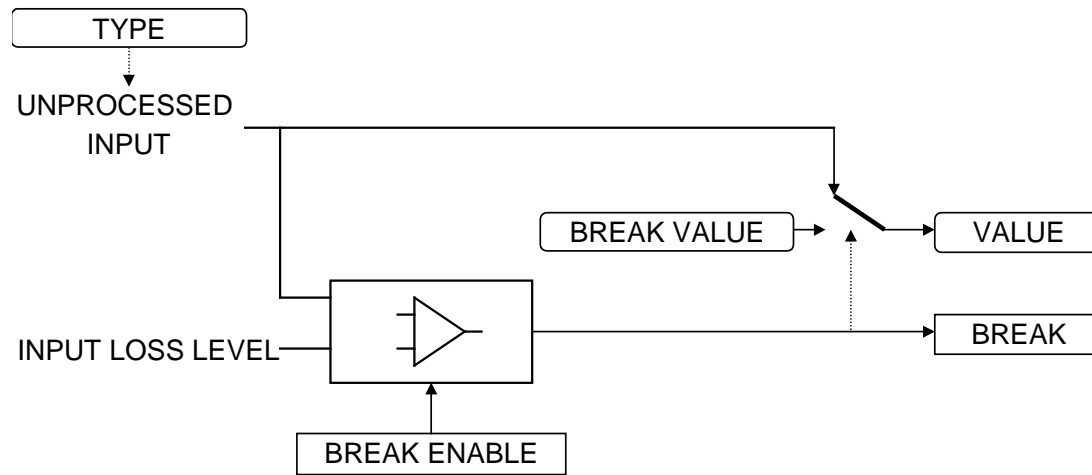 TYPE
UNPROCESSED
INPUT
BREAK VALUE
VALUE
INPUT LOSS LEVEL
BREAK
BREAK ENABLE